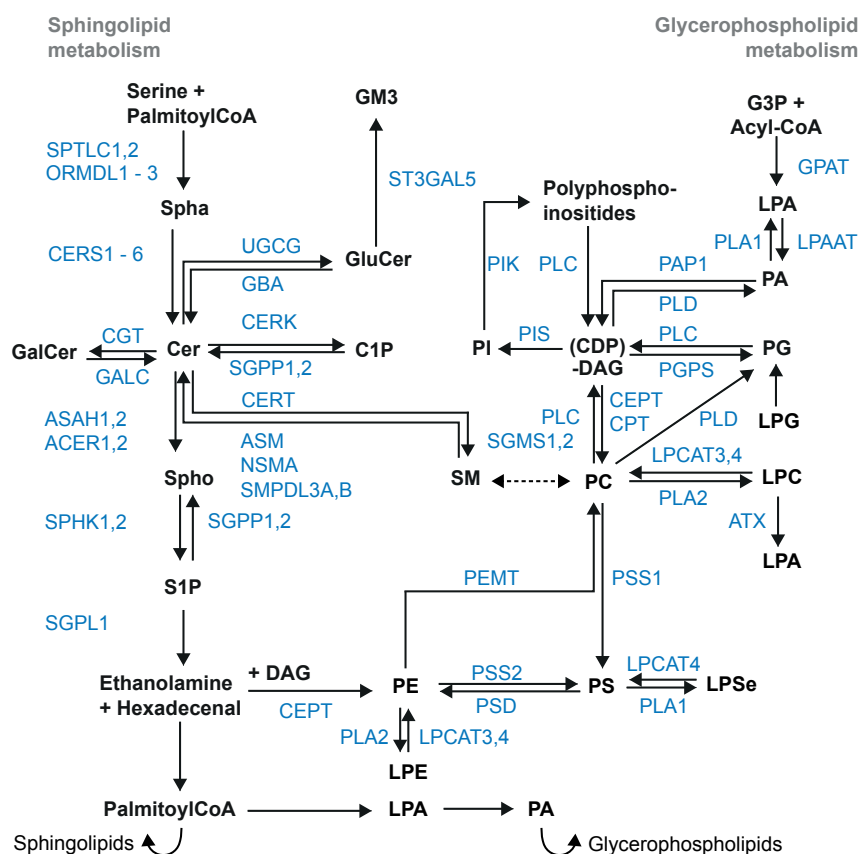 Sphingolipid
metabolism
Glycerophospholipid
metabolism
Serine +
PalmitoylCoA
GM3
G3P +
Acyl-CoA
SPTLC1,2
ORMDL1 - 3
ST3GAL5
GPAT
Spha
Polyphospho-
inositides
LPA
CERS1 - 6
UGCG
GluCer
GBA
PIK
PLC
PLA1
LPAAT
PAP1
PA
PLD
CERK
CGT
GalCer
Cer
C1P
GALC
SGPP1,2
PI
PIS
(CDP)
-DAG
PLC
PG
PGPS
CERT
ASAH1,2
ACER1,2
ASM
NSMA
SMPDL3A,B
PLC
SGMS1,2
CEPT
CPT
PLD
LPG
LPCAT3,4
Spho
SM
PC
LPC
PLA2
SPHK1,2
SGPP1,2
ATX
LPA
S1P
PEMT
PSS1
SGPL1
Ethanolamine
+ Hexadecenal
+ DAG
CEPT
PE
PSS2
PSD
PS
LPCAT4
LPSe
PLA1
PLA2
LPCAT3,4
LPE
PalmitoylCoA
LPA
PA
Sphingolipids
Glycerophospholipids